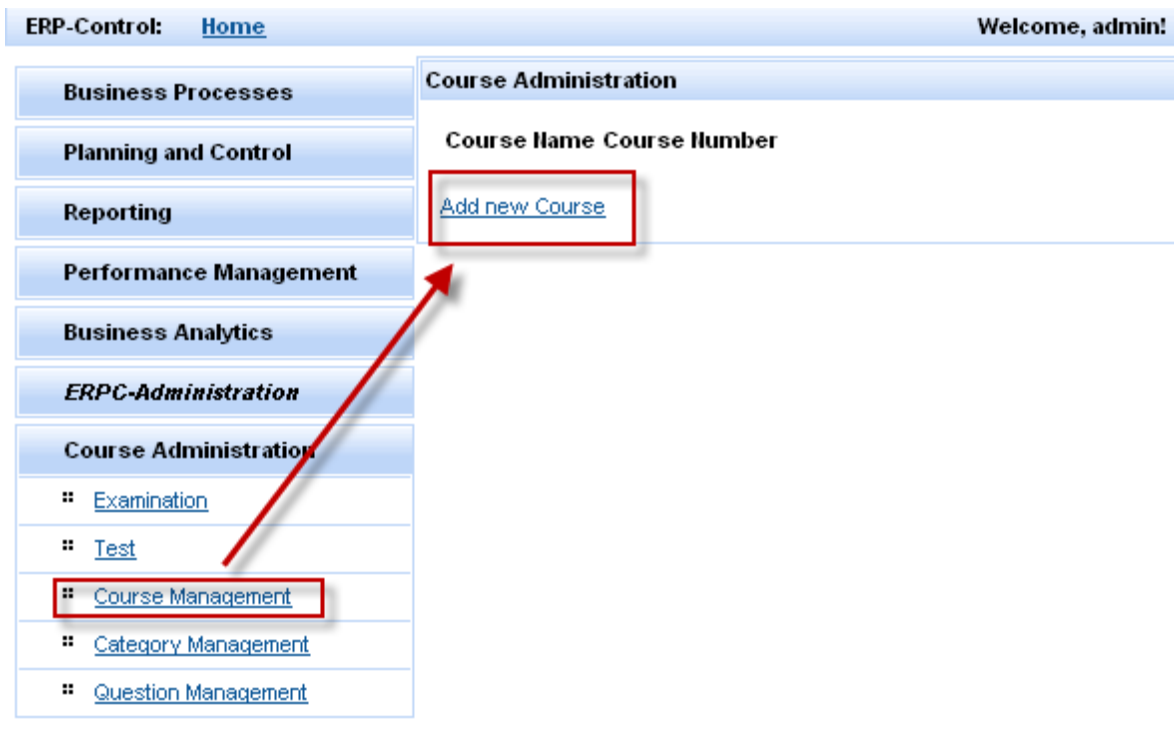 ERP-Control: Home Welcome, admin!
Business Processes
Planning and Control
Reporting
Performance Management
Business Analytics
ERPC-Administration
Course Administration
Examination
Test
Course Management
Category Management
Question Management
Course Administration
Course Name Course Number
Add new Course